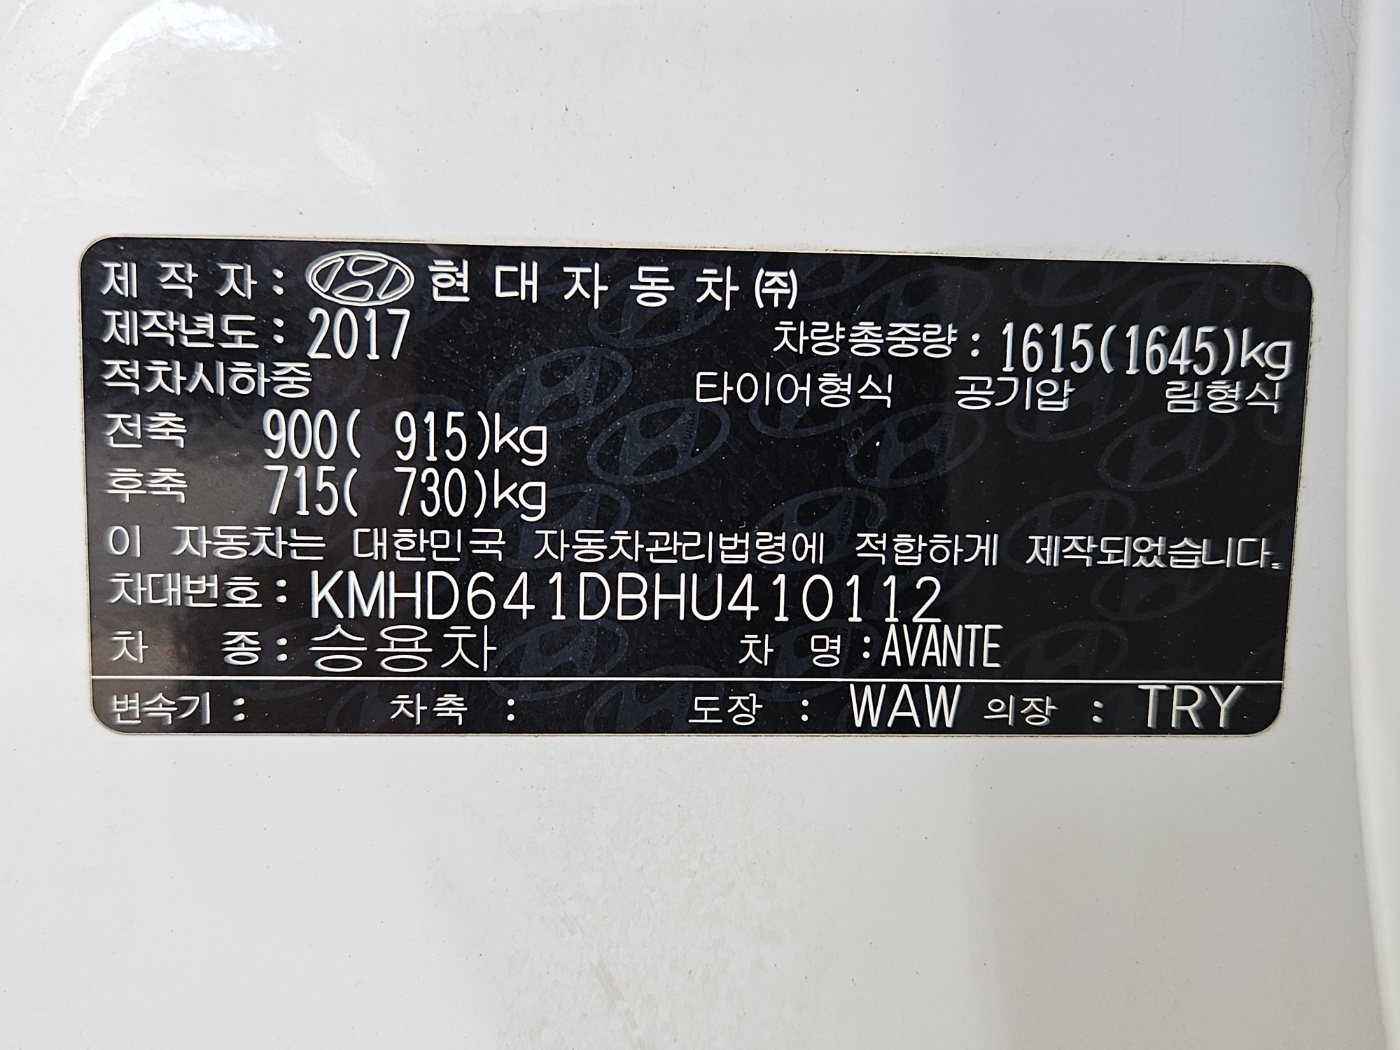 제 작 자 : 현 대 자 동 차 ㈜
제작년도 : 2017 차량총중량 : 1615(1645)kg
적차시하중 타이어형식 공기압 림형식
전축 900( 915)kg
후축 715( 730)kg
이 자동차는 대한민국 자동차관리법령에 적합하게 제작되었습니다.
차대번호 : KMHD641DBHU410112
차 종 : 승용차 차 명 : AVANTE
변속기 : 차축 : 도장 : WAW 의장 : TRY